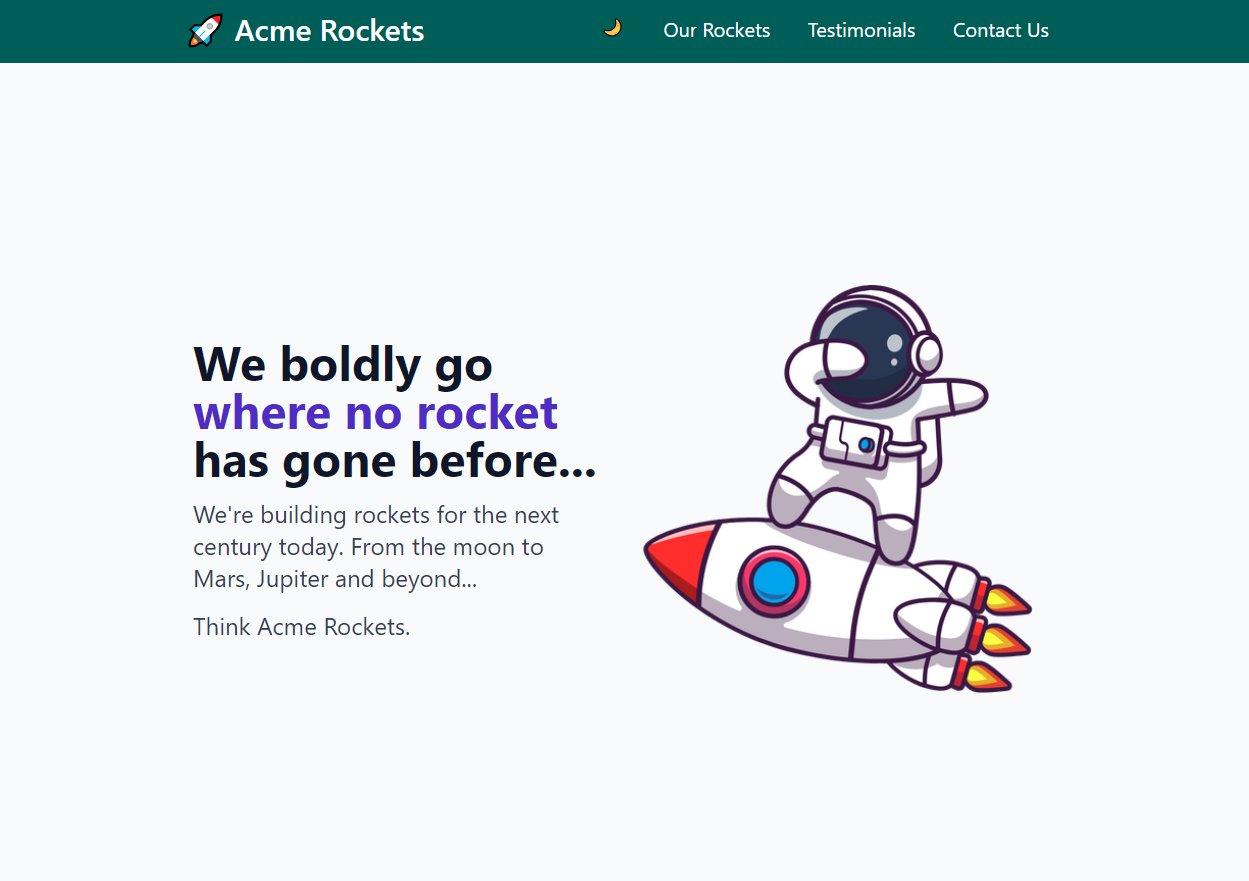 Acme Rockets
Our Rockets
Testimonials
Contact Us
We boldly go
where no rocket
has gone before...
We're building rockets for the next
century today. From the moon to
Mars, Jupiter and beyond...
Think Acme Rockets.